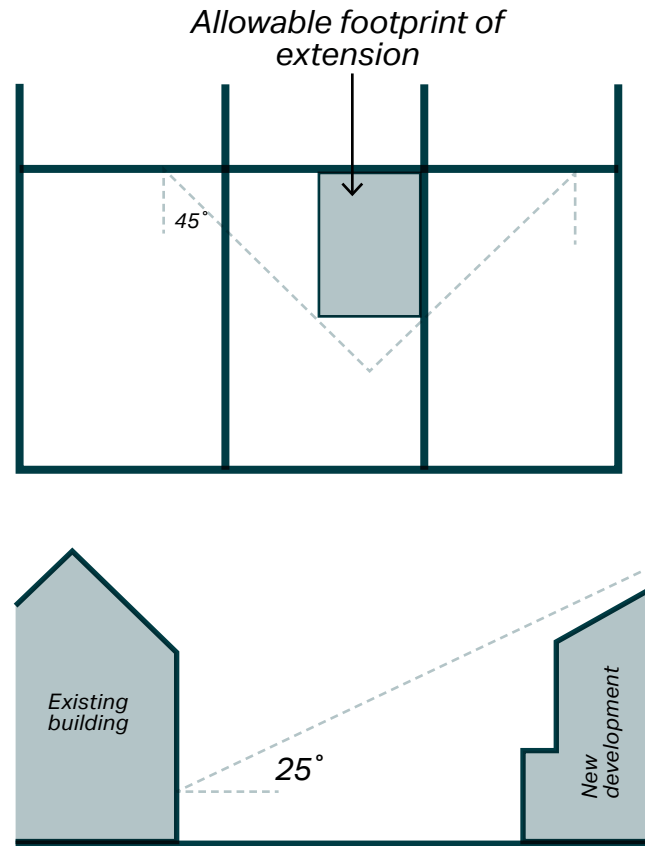 Allowable footprint of
extension
45°
Existing
building
25°
New
development